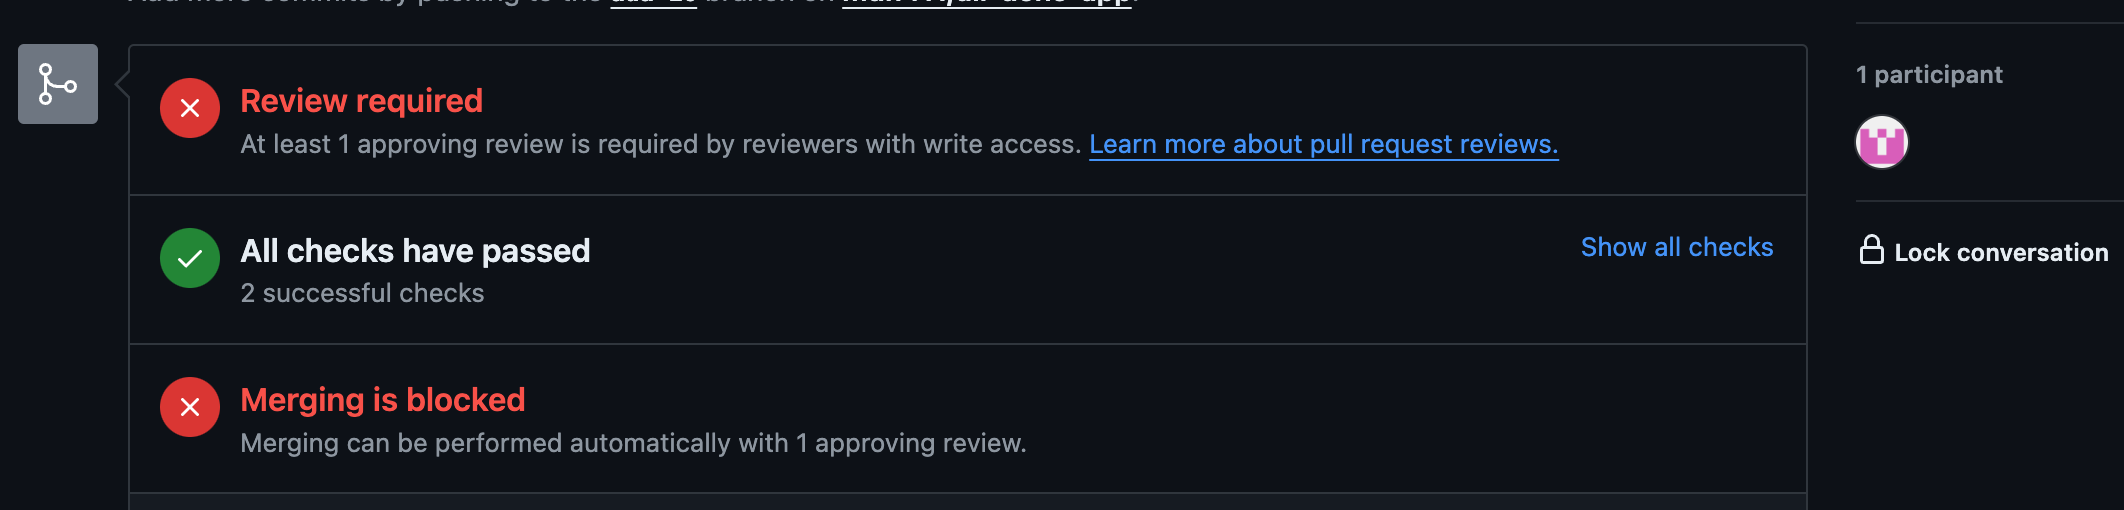 Review required
At least 1 approving review is required by reviewers with write access. Learn more about pull request reviews.
All checks have passed
Show all checks
2 successful checks
Merging is blocked
Merging can be performed automatically with 1 approving review.
1 participant
Lock conversation